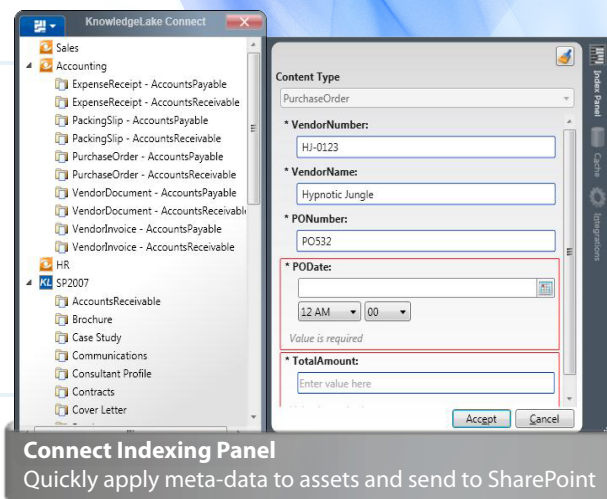 KnowledgeLake Connect
Sales
Accounting
ExpenseReceipt - AccountsPayable
ExpenseReceipt - AccountsReceivable
PackingSlip - AccountsPayable
PackingSlip - AccountsReceivable
PurchaseOrder - AccountsPayable
PurchaseOrder - AccountsReceivable
VendorDocument - AccountsPayable
VendorDocument - AccountsReceivabl
VendorInvoice - AccountsPayable
VendorInvoice - AccountsReceivable
HR
KL SP2007
AccountsReceivable
Brochure
Case Study
Communications
Consultant Profile
Contracts
Cover Letter
Content Type
PurchaseOrder
* VendorNumber:
HJ-0123
* VendorName:
Hypnotic Jungle
* PONumber:
PO532
* PODate:
12 AM 00
Value is required
* TotalAmount:
Enter value here
Accept Cancel
Index Panel
Cache
Integrations
Connect Indexing Panel
Quickly apply meta-data to assets and send to SharePoint